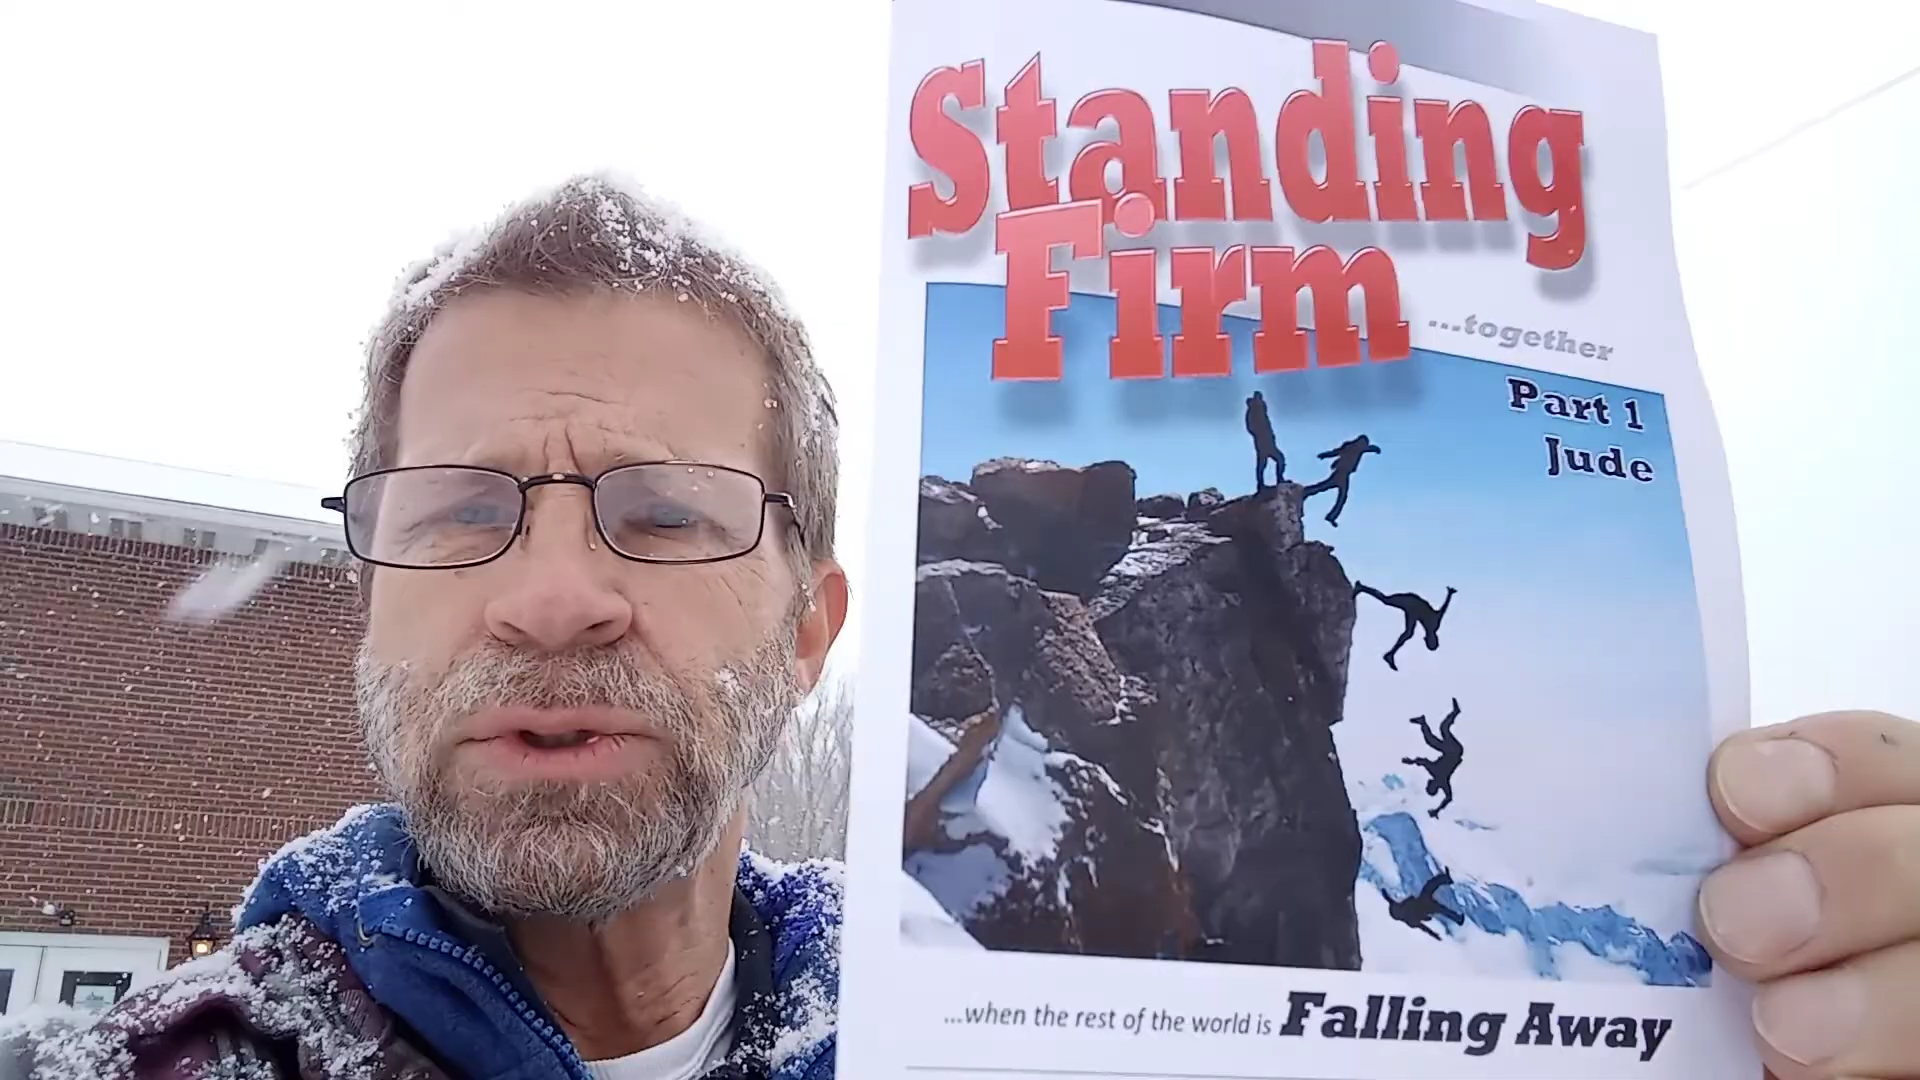 Standing
Firm
...together
Part 1
Jude
...when the rest of the world is Falling Away